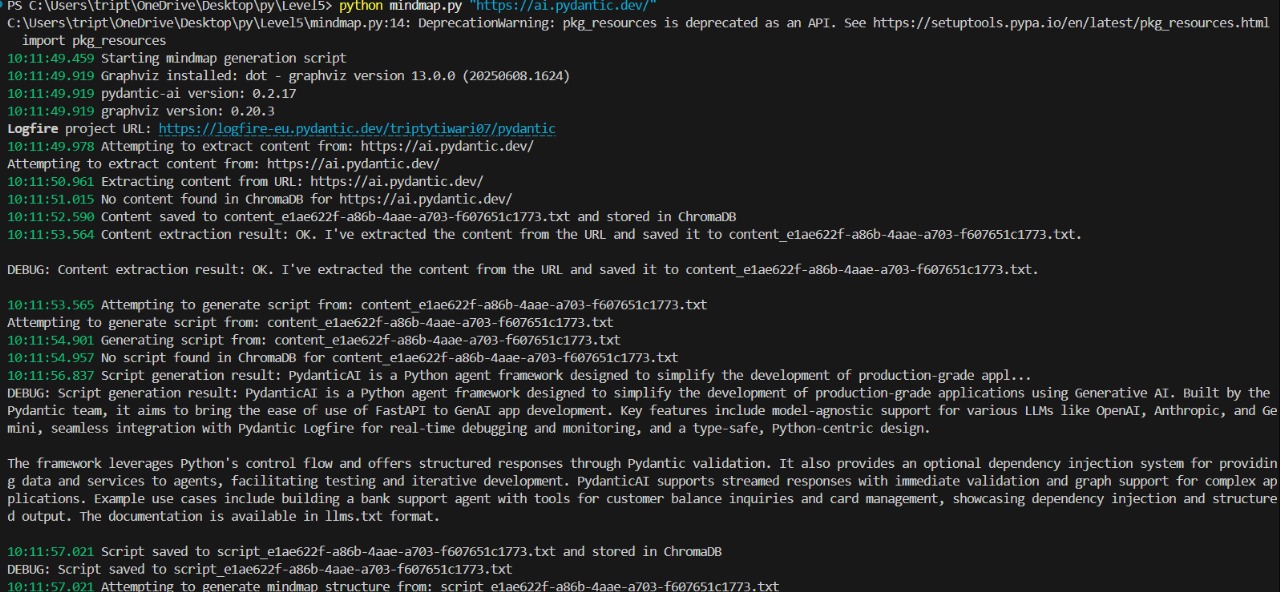 PS C:\Users\tript\OneDrive\Desktop\py\Level5> python mindmap.py "https://ai.pydantic.dev/"
C:\Users\tript\OneDrive\Desktop\py\Level5\mindmap.py:14: DeprecationWarning: pkg_resources is deprecated as an API. See https://setuptools.pypa.io/en/latest/pkg_resources.html
  import pkg_resources
10:11:49.459 Starting mindmap generation script
10:11:49.919 Graphviz installed: dot - graphviz version 13.0.0 (20250608.1624)
10:11:49.919 pydantic-ai version: 0.2.17
10:11:49.919 graphviz version: 0.20.3
Logfire project URL: https://logfire-eu.pydantic.dev/triptytiwari07/pydantic
10:11:49.978 Attempting to extract content from: https://ai.pydantic.dev/
Attempting to extract content from: https://ai.pydantic.dev/
10:11:50.961 Extracting content from URL: https://ai.pydantic.dev/
10:11:51.015 No content found in ChromaDB for https://ai.pydantic.dev/
10:11:52.590 Content saved to content_e1ae622f-a86b-4aae-a703-f607651c1773.txt and stored in ChromaDB
10:11:53.564 Content extraction result: OK. I've extracted the content from the URL and saved it to content_e1ae622f-a86b-4aae-a703-f607651c1773.txt.
DEBUG: Content extraction result: OK. I've extracted the content from the URL and saved it to content_e1ae622f-a86b-4aae-a703-f607651c1773.txt.
10:11:53.565 Attempting to generate script from: content_e1ae622f-a86b-4aae-a703-f607651c1773.txt
Attempting to generate script from: content_e1ae622f-a86b-4aae-a703-f607651c1773.txt
10:11:54.901 Generating script from: content_e1ae622f-a86b-4aae-a703-f607651c1773.txt
10:11:54.957 No script found in ChromaDB for content_e1ae622f-a86b-4aae-a703-f607651c1773.txt
10:11:56.837 Script generation result: PydanticAI is a Python agent framework designed to simplify the development of production-grade appl...
DEBUG: Script generation result: PydanticAI is a Python agent framework designed to simplify the development of production-grade applications using Generative AI. Built by the
Pydantic team, it aims to bring the ease of use of FastAPI to GenAI app development. Key features include model-agnostic support for various LLMs like OpenAI, Anthropic, and Ge
mini, seamless integration with Pydantic Logfire for real-time debugging and monitoring, and a type-safe, Python-centric design.
The framework leverages Python's control flow and offers structured responses through Pydantic validation. It also provides an optional dependency injection system for providin
g data and services to agents, facilitating testing and iterative development. PydanticAI supports streamed responses with immediate validation and graph support for complex ap
plications. Example use cases include building a bank support agent with tools for customer balance inquiries and card management, showcasing dependency injection and structure
d output. The documentation is available in llms.txt format.
10:11:57.021 Script saved to script_e1ae622f-a86b-4aae-a703-f607651c1773.txt and stored in ChromaDB
DEBUG: Script saved to script_e1ae622f-a86b-4aae-a703-f607651c1773.txt
10:11:57.021 Attempting to generate mindmap structure from: script_e1ae622f-a86b-4aae-a703-f607651c1773.txt